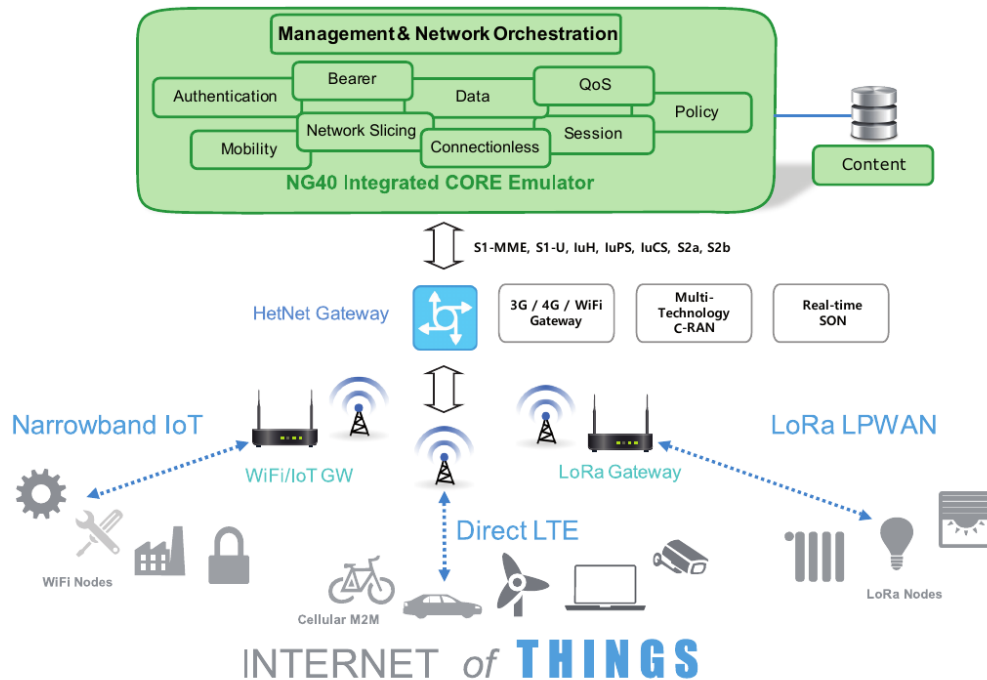 Management & Network Orchestration
Bearer
QoS
Authentication
Data
Policy
Network Slicing
Session
Mobility
Connectionless
Content
NG40 Integrated CORE Emulator
S1-MME, S1-U, IuH, IuPS, IuCS, S2a, S2b
HetNet Gateway
3G / 4G / WiFi
Gateway
Multi-
Technology
C-RAN
Real-time
SON
Narrowband IoT
LoRa LPWAN
WiFi/IoT GW
LoRa Gateway
Direct LTE
WiFi Nodes
LoRa Nodes
Cellular M2M
INTERNET of THINGS